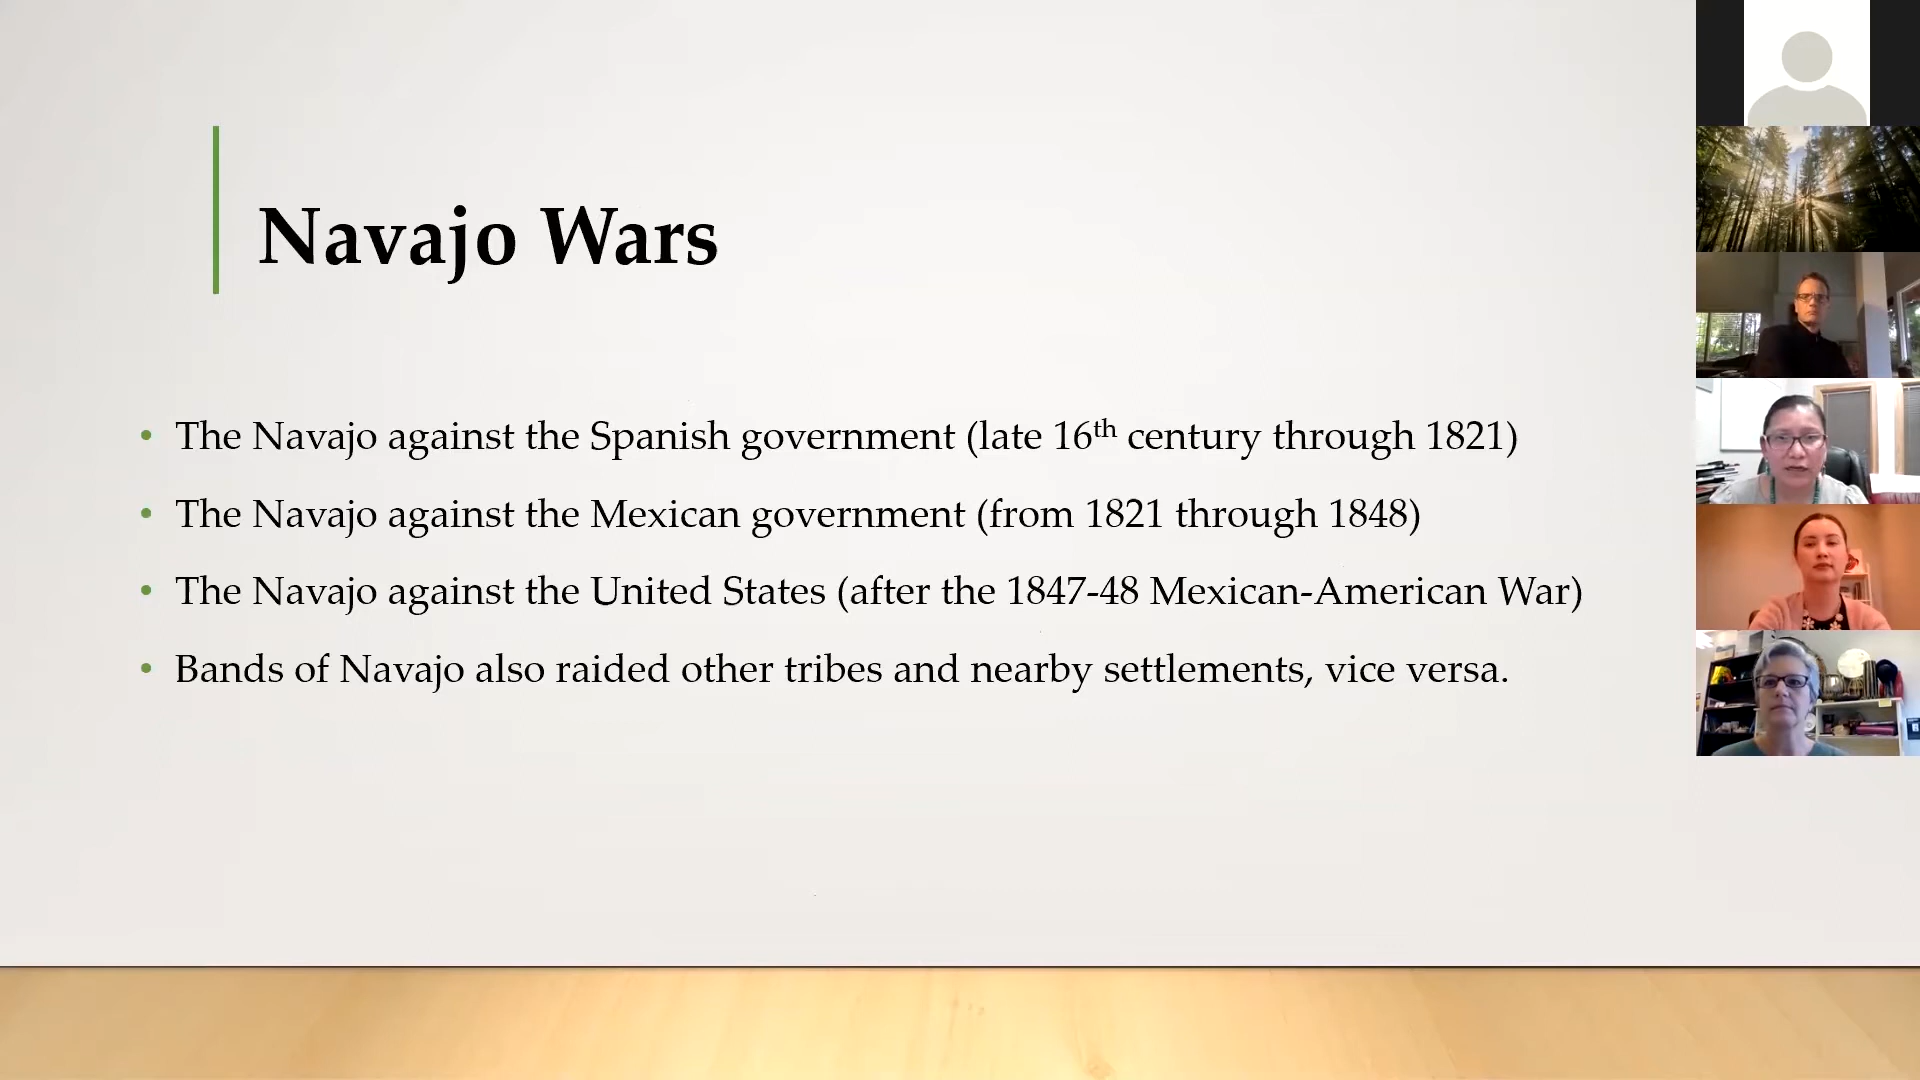 Navajo Wars
• The Navajo against the Spanish government (late 16th century through 1821)
• The Navajo against the Mexican government (from 1821 through 1848)
• The Navajo against the United States (after the 1847-48 Mexican-American War)
• Bands of Navajo also raided other tribes and nearby settlements, vice versa.